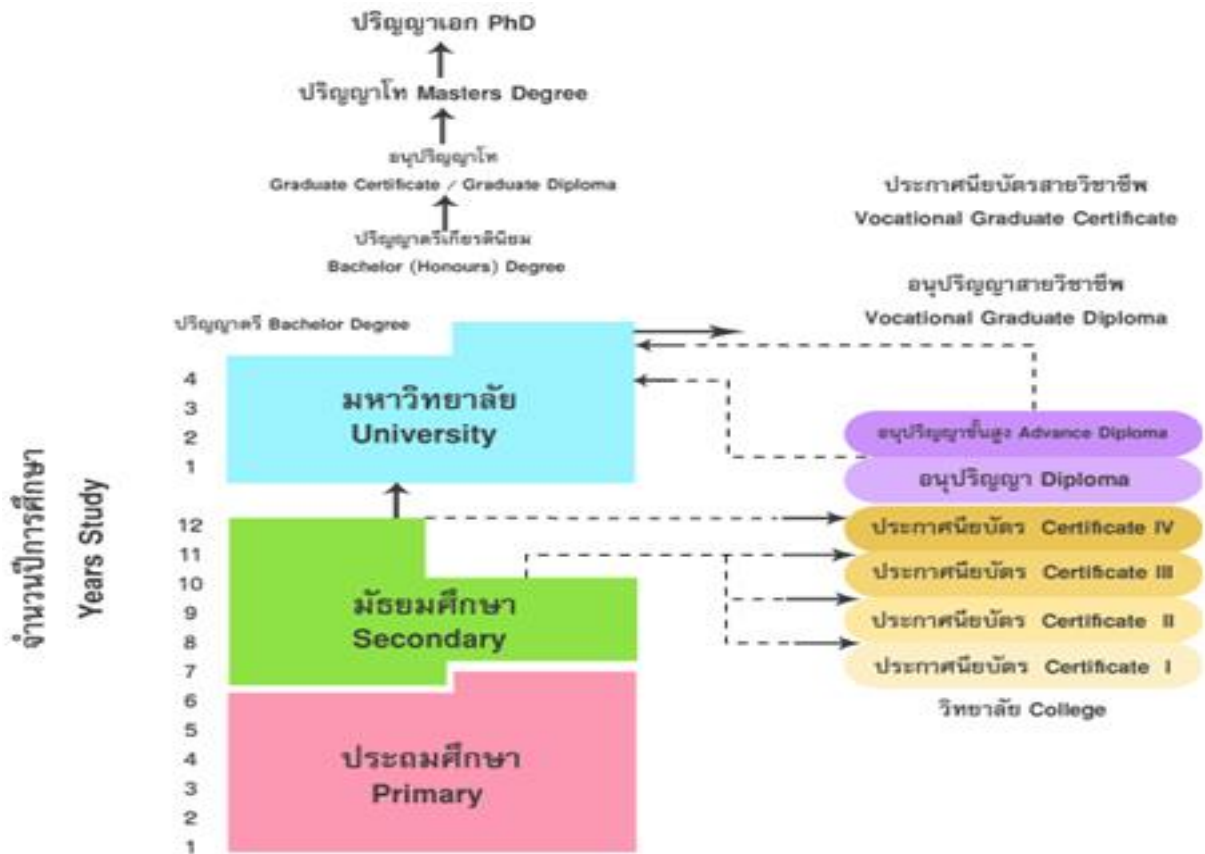 ปริญญาเอก PhD
ปริญญาโท Masters Degree
อนุปริญญาโท
Graduate Certificate / Graduate Diploma
ปริญญาตรีเกียรตินิยม
Bachelor (Honours) Degree
ประกาศนียบัตรสายวิชาชีพ
Vocational Graduate Certificate
อนุปริญญาสายวิชาชีพ
Vocational Graduate Diploma
ปริญญาตรี Bachelor Degree
จำนวนปีการศึกษา
Years Study
4
3
2
1
มหาวิทยาลัย
University
12
11
10
9
8
7
มัธยมศึกษา
Secondary
6
5
4
3
2
1
ประถมศึกษา
Primary
อนุปริญญาขั้นสูง Advance Diploma
อนุปริญญา Diploma
ประกาศนียบัตร Certificate IV
ประกาศนียบัตร Certificate III
ประกาศนียบัตร Certificate II
ประกาศนียบัตร Certificate I
วิทยาลัย College